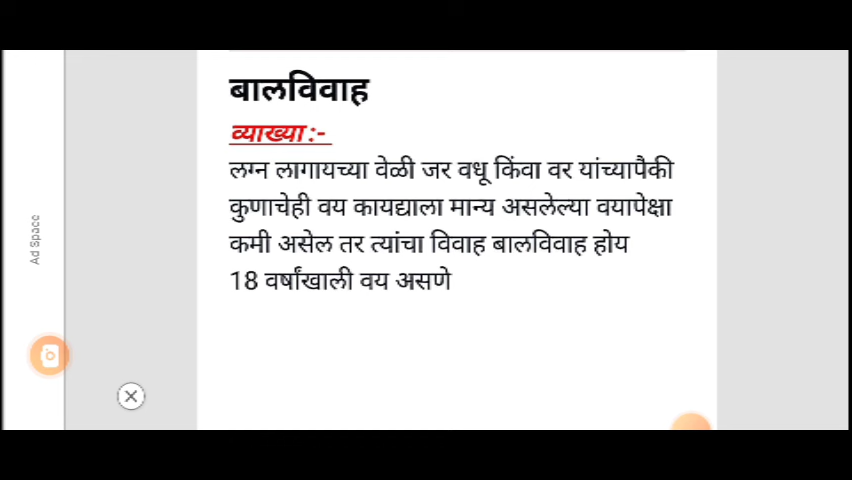 बालविवाह
व्याख्या :-
लग्न लागायच्या वेळी जर वधू किंवा वर यांच्यापैकी
कुणाचेही वय कायद्याला मान्य असलेल्या वयापेक्षा
कमी असेल तर त्यांचा विवाह बालविवाह होय
18 वर्षांखाली वय असणे
Ad Space